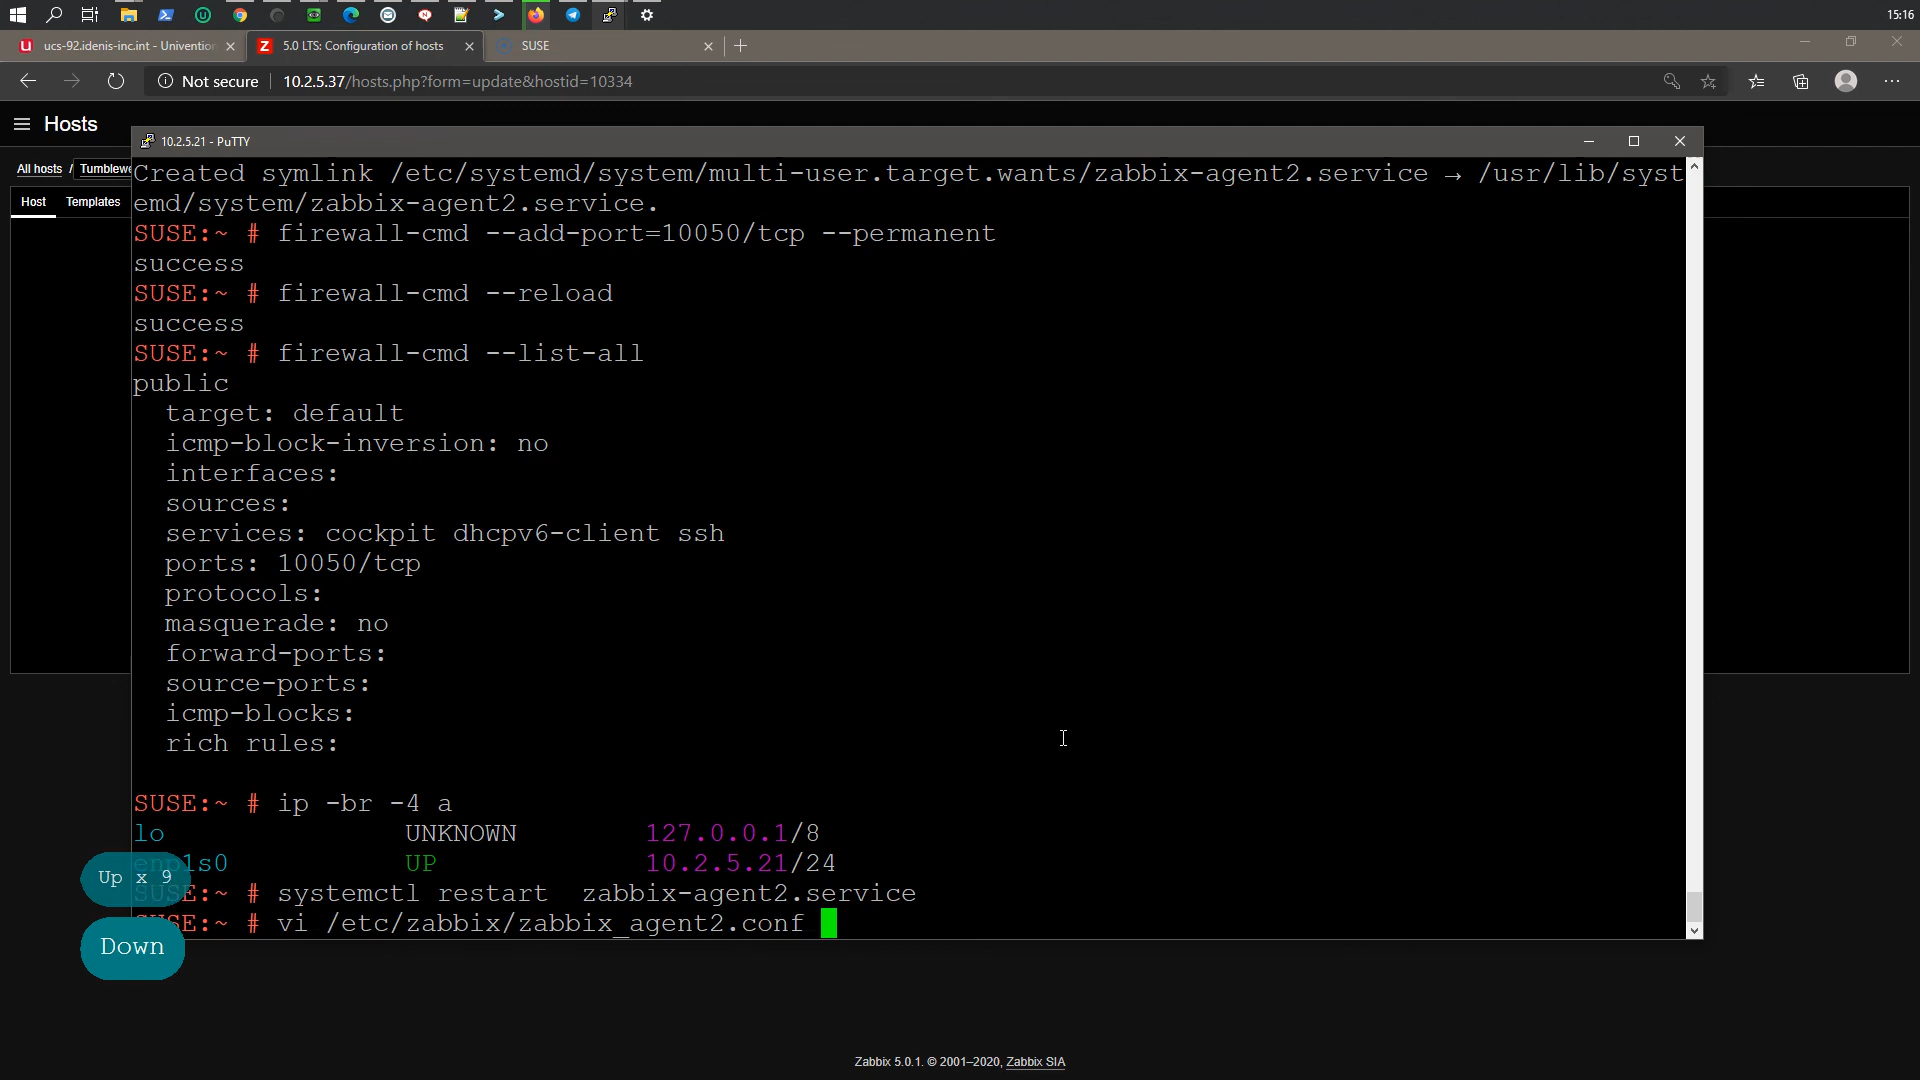 15:16
ucs-92.idenis-inc.int - Univention
5.0 LTS: Configuration of hosts
SUSE
Not secure
10.2.5.37/hosts.php?form=update&hostid=10334
Hosts
10.2.5.21 - PuTTY
All hosts / Tumblewe
Host Templates
Created symlink /etc/systemd/system/multi-user.target.wants/zabbix-agent2.service → /usr/lib/syst
emd/system/zabbix-agent2.service.
SUSE:~ # firewall-cmd --add-port=10050/tcp --permanent
success
SUSE:~ # firewall-cmd --reload
success
SUSE:~ # firewall-cmd --list-all
public
target: default
icmp-block-inversion: no
interfaces:
sources:
services: cockpit dhcpv6-client ssh
ports: 10050/tcp
protocols:
masquerade: no
forward-ports:
source-ports:
icmp-blocks:
rich rules:
SUSE:~ # ip -br -4 a
lo UNKNOWN 127.0.0.1/8
enp1s0 UP 10.2.5.21/24
SUSE:~ # systemctl restart  zabbix-agent2.service
SUSE:~ # vi /etc/zabbix/zabbix_agent2.conf
Up x 9
Down
Zabbix 5.0.1. © 2001–2020, Zabbix SIA